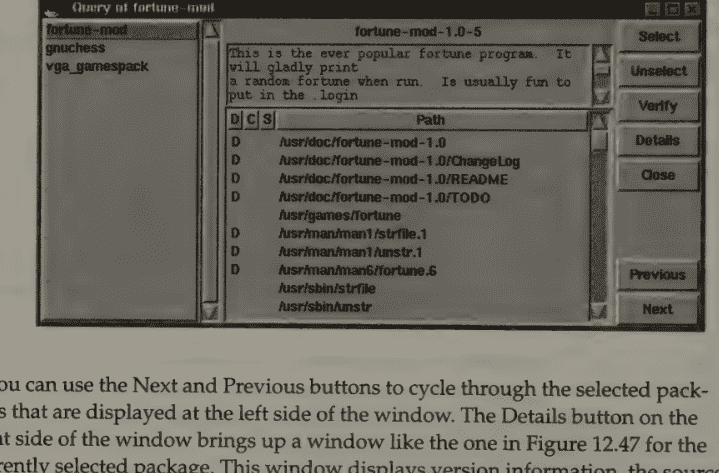 Query of fortune-mod
fortune-mod
gnuchess
vga_gamespack
fortune-mod-1.0-5
This is the ever popular fortune program. It
will gladly print
a random fortune when run. Is usually fun to
put in the .login
D C S Path
D /usr/doc/fortune-mod-1.0
D /usr/doc/fortune-mod-1.0/ChangeLog
D /usr/doc/fortune-mod-1.0/README
D /usr/doc/fortune-mod-1.0/TODO
/usr/games/fortune
D /usr/man/man1/strfile.1
D /usr/man/man1/unstr.1
D /usr/man/man6/fortune.6
/usr/sbin/strfile
/usr/sbin/unstr
Select
Unselect
Verify
Details
Close
Previous
Next
ou can use the Next and Previous buttons to cycle through the selected pack-
s that are displayed at the left side of the window. The Details button on the
ht side of the window brings up a window like the one in Figure 12.47 for the
rently selected package. This window displays version information, the source